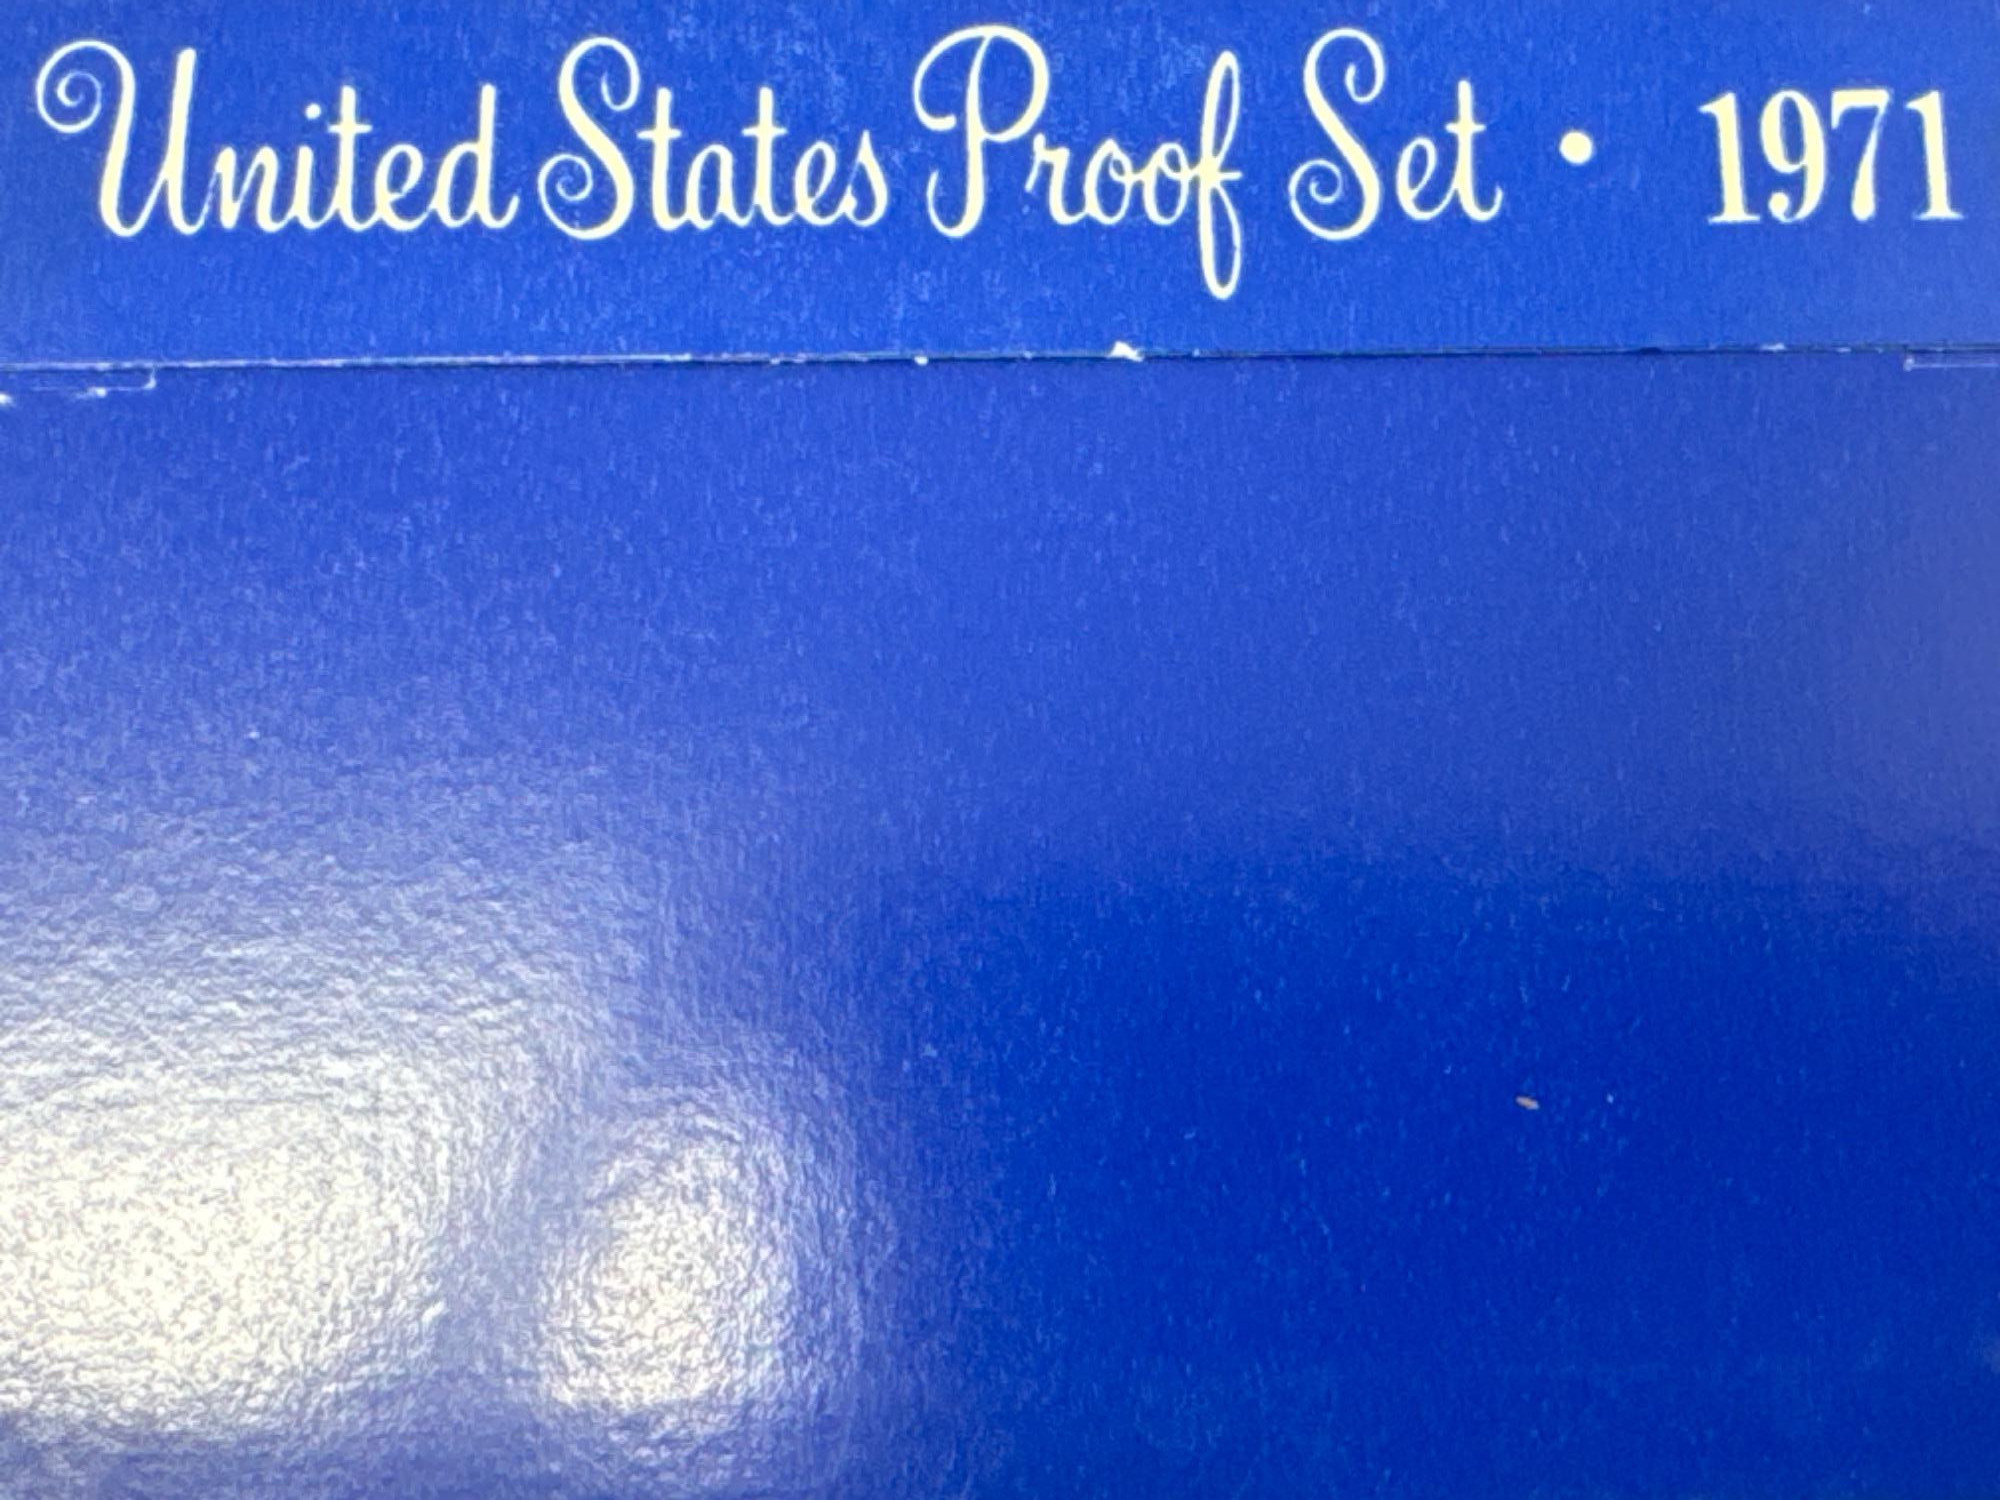 United States Proof Set • 1971